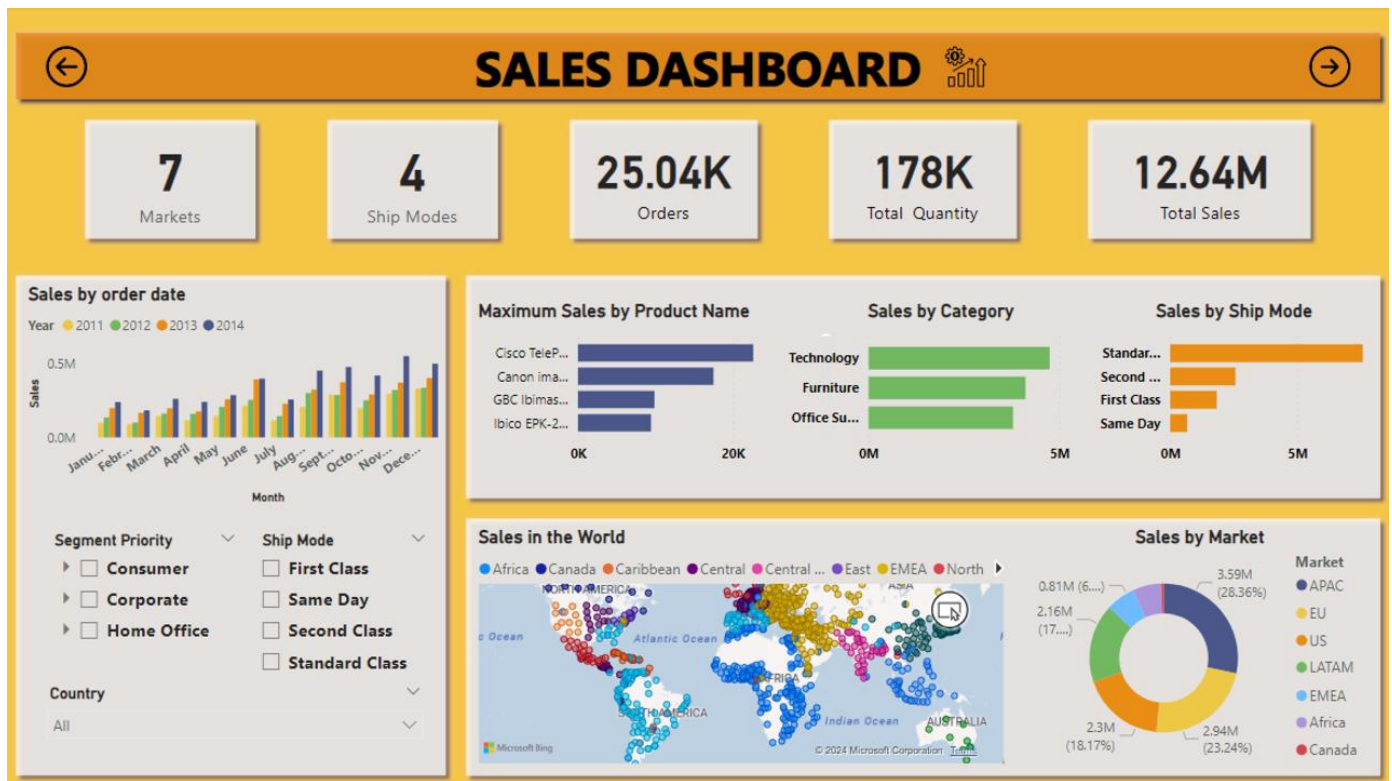 SALES DASHBOARD
7
Markets
4
Ship Modes
25.04K
Orders
178K
Total Quantity
12.64M
Total Sales
Sales by order date
Year 2011 2012 2013 2014
Sales
0.5M
0.0M
Janu...
Febr...
March
April
May
June
July
Aug...
Sept...
Octo...
Nov...
Dece...
Month
Segment Priority
Consumer
Corporate
Home Office
Ship Mode
First Class
Same Day
Second Class
Standard Class
Country
All
Maximum Sales by Product Name
Cisco TeleP...
Canon ima...
GBC Ibimas...
Ibico EPK-2...
0K 20K
Sales by Category
Technology
Furniture
Office Su...
0M 5M
Sales by Ship Mode
Standar...
Second ...
First Class
Same Day
0M 5M
Sales in the World
Africa Canada Caribbean Central Central ... East EMEA North
NORTH AMERICA
ASIA
c Ocean
Atlantic Ocean
AFRICA
SOUTH AMERICA
Indian Ocean
AUSTRALIA
Microsoft Bing
© 2024 Microsoft Corporation Terms
Sales by Market
0.81M (6....)
3.59M
(28.36%)
2.16M
(17....)
2.3M
(18.17%)
2.94M
(23.24%)
Market
APAC
EU
US
LATAM
EMEA
Africa
Canada